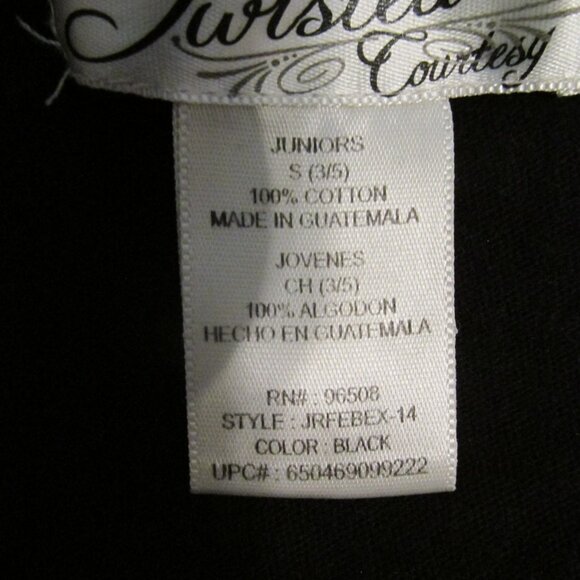 Twisted
Courtesy
JUNIORS
S (3/5)
100% COTTON
MADE IN GUATEMALA
JOVENES
CH (3/5)
100% ALGODON
HECHO EN GUATEMALA
RN# : 96508
STYLE : JRFEBEX-14
COLOR : BLACK
UPC# : 650469099222